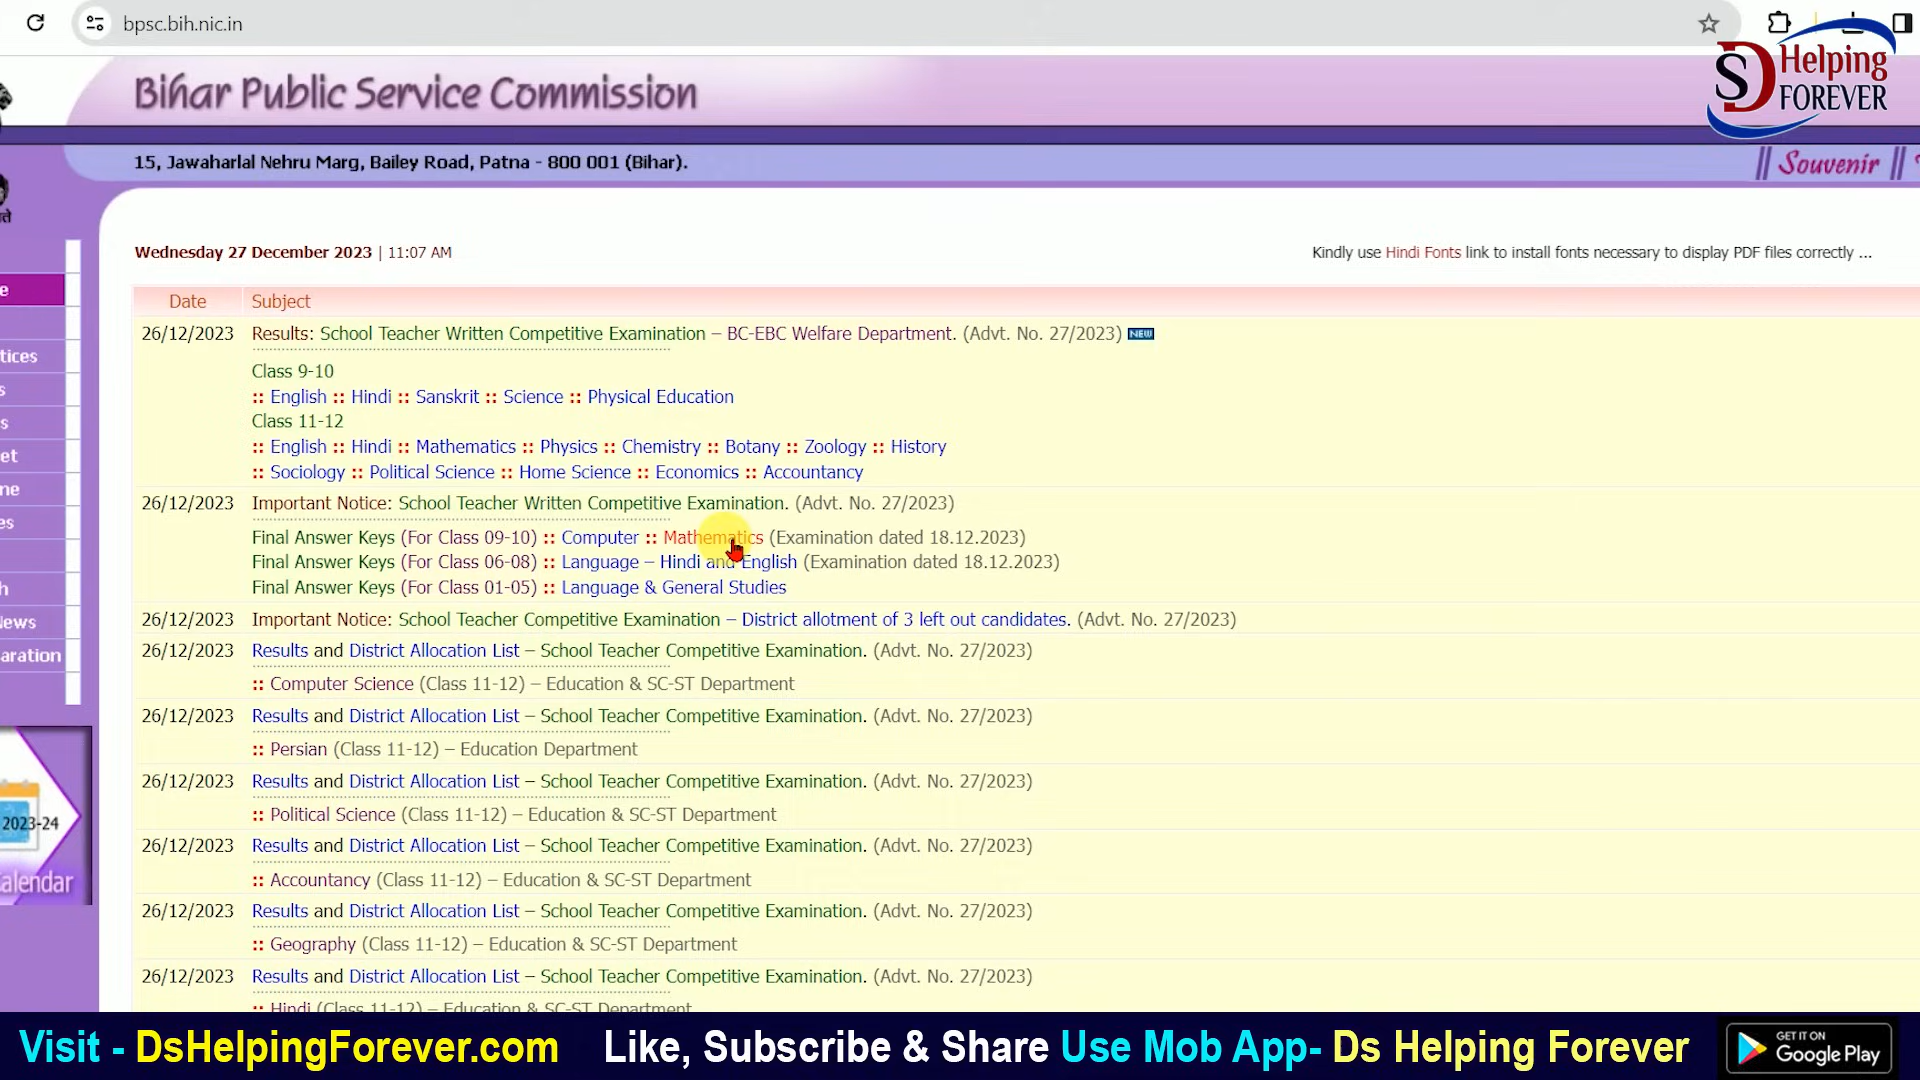 bpsc.bih.nic.in
SD Helping FOREVER
Bihar Public Service Commission
15, Jawaharlal Nehru Marg, Bailey Road, Patna - 800 001 (Bihar).
|| Souvenir ||
Wednesday 27 December 2023 | 11:07 AM
Kindly use Hindi Fonts link to install fonts necessary to display PDF files correctly ...
Date Subject
26/12/2023 Results: School Teacher Written Competitive Examination – BC-EBC Welfare Department. (Advt. No. 27/2023) NEW
Class 9-10
:: English :: Hindi :: Sanskrit :: Science :: Physical Education
Class 11-12
:: English :: Hindi :: Mathematics :: Physics :: Chemistry :: Botany :: Zoology :: History
:: Sociology :: Political Science :: Home Science :: Economics :: Accountancy
26/12/2023 Important Notice: School Teacher Written Competitive Examination. (Advt. No. 27/2023)
Final Answer Keys (For Class 09-10) :: Computer :: Mathematics (Examination dated 18.12.2023)
Final Answer Keys (For Class 06-08) :: Language – Hindi and English (Examination dated 18.12.2023)
Final Answer Keys (For Class 01-05) :: Language & General Studies
26/12/2023 Important Notice: School Teacher Competitive Examination – District allotment of 3 left out candidates. (Advt. No. 27/2023)
26/12/2023 Results and District Allocation List – School Teacher Competitive Examination. (Advt. No. 27/2023)
:: Computer Science (Class 11-12) – Education & SC-ST Department
26/12/2023 Results and District Allocation List – School Teacher Competitive Examination. (Advt. No. 27/2023)
:: Persian (Class 11-12) – Education Department
26/12/2023 Results and District Allocation List – School Teacher Competitive Examination. (Advt. No. 27/2023)
:: Political Science (Class 11-12) – Education & SC-ST Department
26/12/2023 Results and District Allocation List – School Teacher Competitive Examination. (Advt. No. 27/2023)
:: Accountancy (Class 11-12) – Education & SC-ST Department
26/12/2023 Results and District Allocation List – School Teacher Competitive Examination. (Advt. No. 27/2023)
:: Geography (Class 11-12) – Education & SC-ST Department
26/12/2023 Results and District Allocation List – School Teacher Competitive Examination. (Advt. No. 27/2023)
:: Hindi (Class 11-12) – Education & SC-ST Department
2023-24
Visit - DsHelpingForever.com Like, Subscribe & Share Use Mob App- Ds Helping Forever
GET IT ON
Google Play